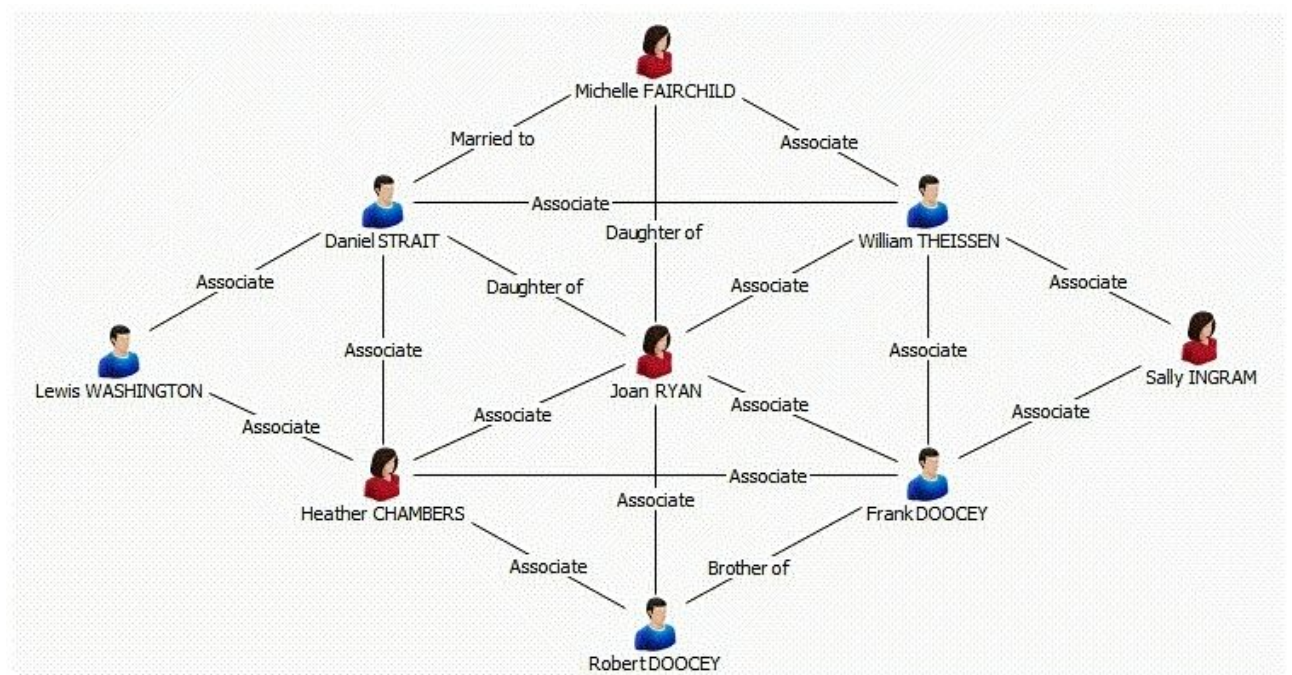 Michelle FAIRCHILD
Married to
Associate
Associate
Daughter of
Daniel STRAIT
William THEISSEN
Associate
Daughter of
Associate
Associate
Associate
Associate
Lewis WASHINGTON
Joan RYAN
Sally INGRAM
Associate
Associate
Associate
Associate
Associate
Associate
Heather CHAMBERS
Frank DOOCEY
Associate
Brother of
Robert DOOCEY